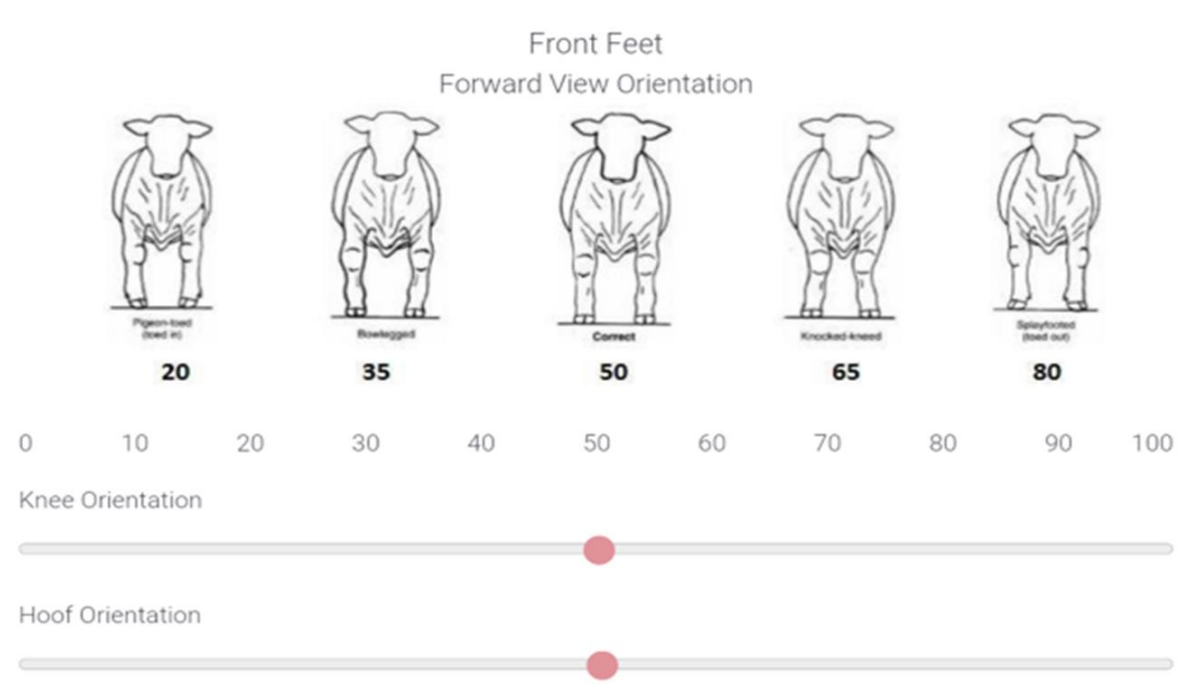 Front Feet
Forward View Orientation
Pigeon-toed
(toed in)
Bowlegged
Correct
Knocked-kneed
Splayfooted
(toed out)
20 35 50 65 80
0 10 20 30 40 50 60 70 80 90 100
Knee Orientation
Hoof Orientation